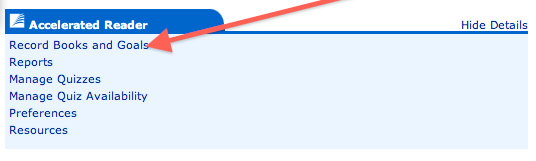 Accelerated Reader
Hide Details
Record Books and Goals
Reports
Manage Quizzes
Manage Quiz Availability
Preferences
Resources